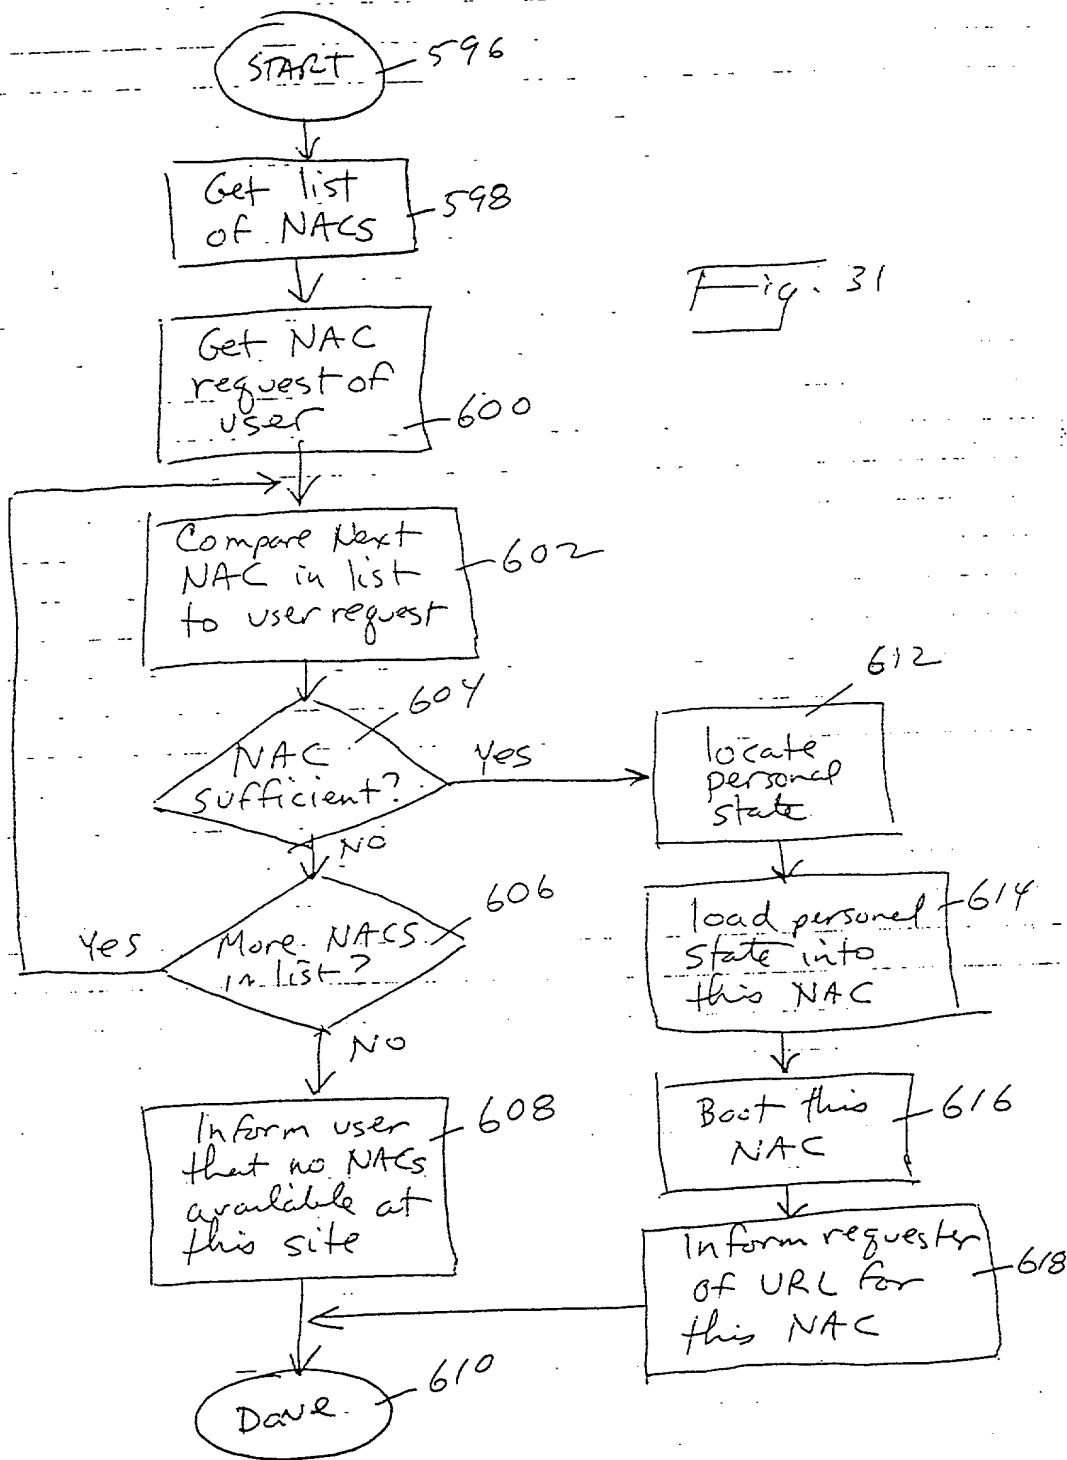 START
596
Get list
of NACs
598
Fig. 31
Get NAC
request of
user
600
Compare Next
NAC in list
to user request
602
604
NAC
sufficient?
Yes
NO
612
locate
personal
state
606
More NACs
in list?
Yes
NO
614
load personal
state into
this NAC
Boot this
NAC
616
608
Inform user
that no NACs
available at
this site
Inform requester
of URL for
this NAC
618
610
Done